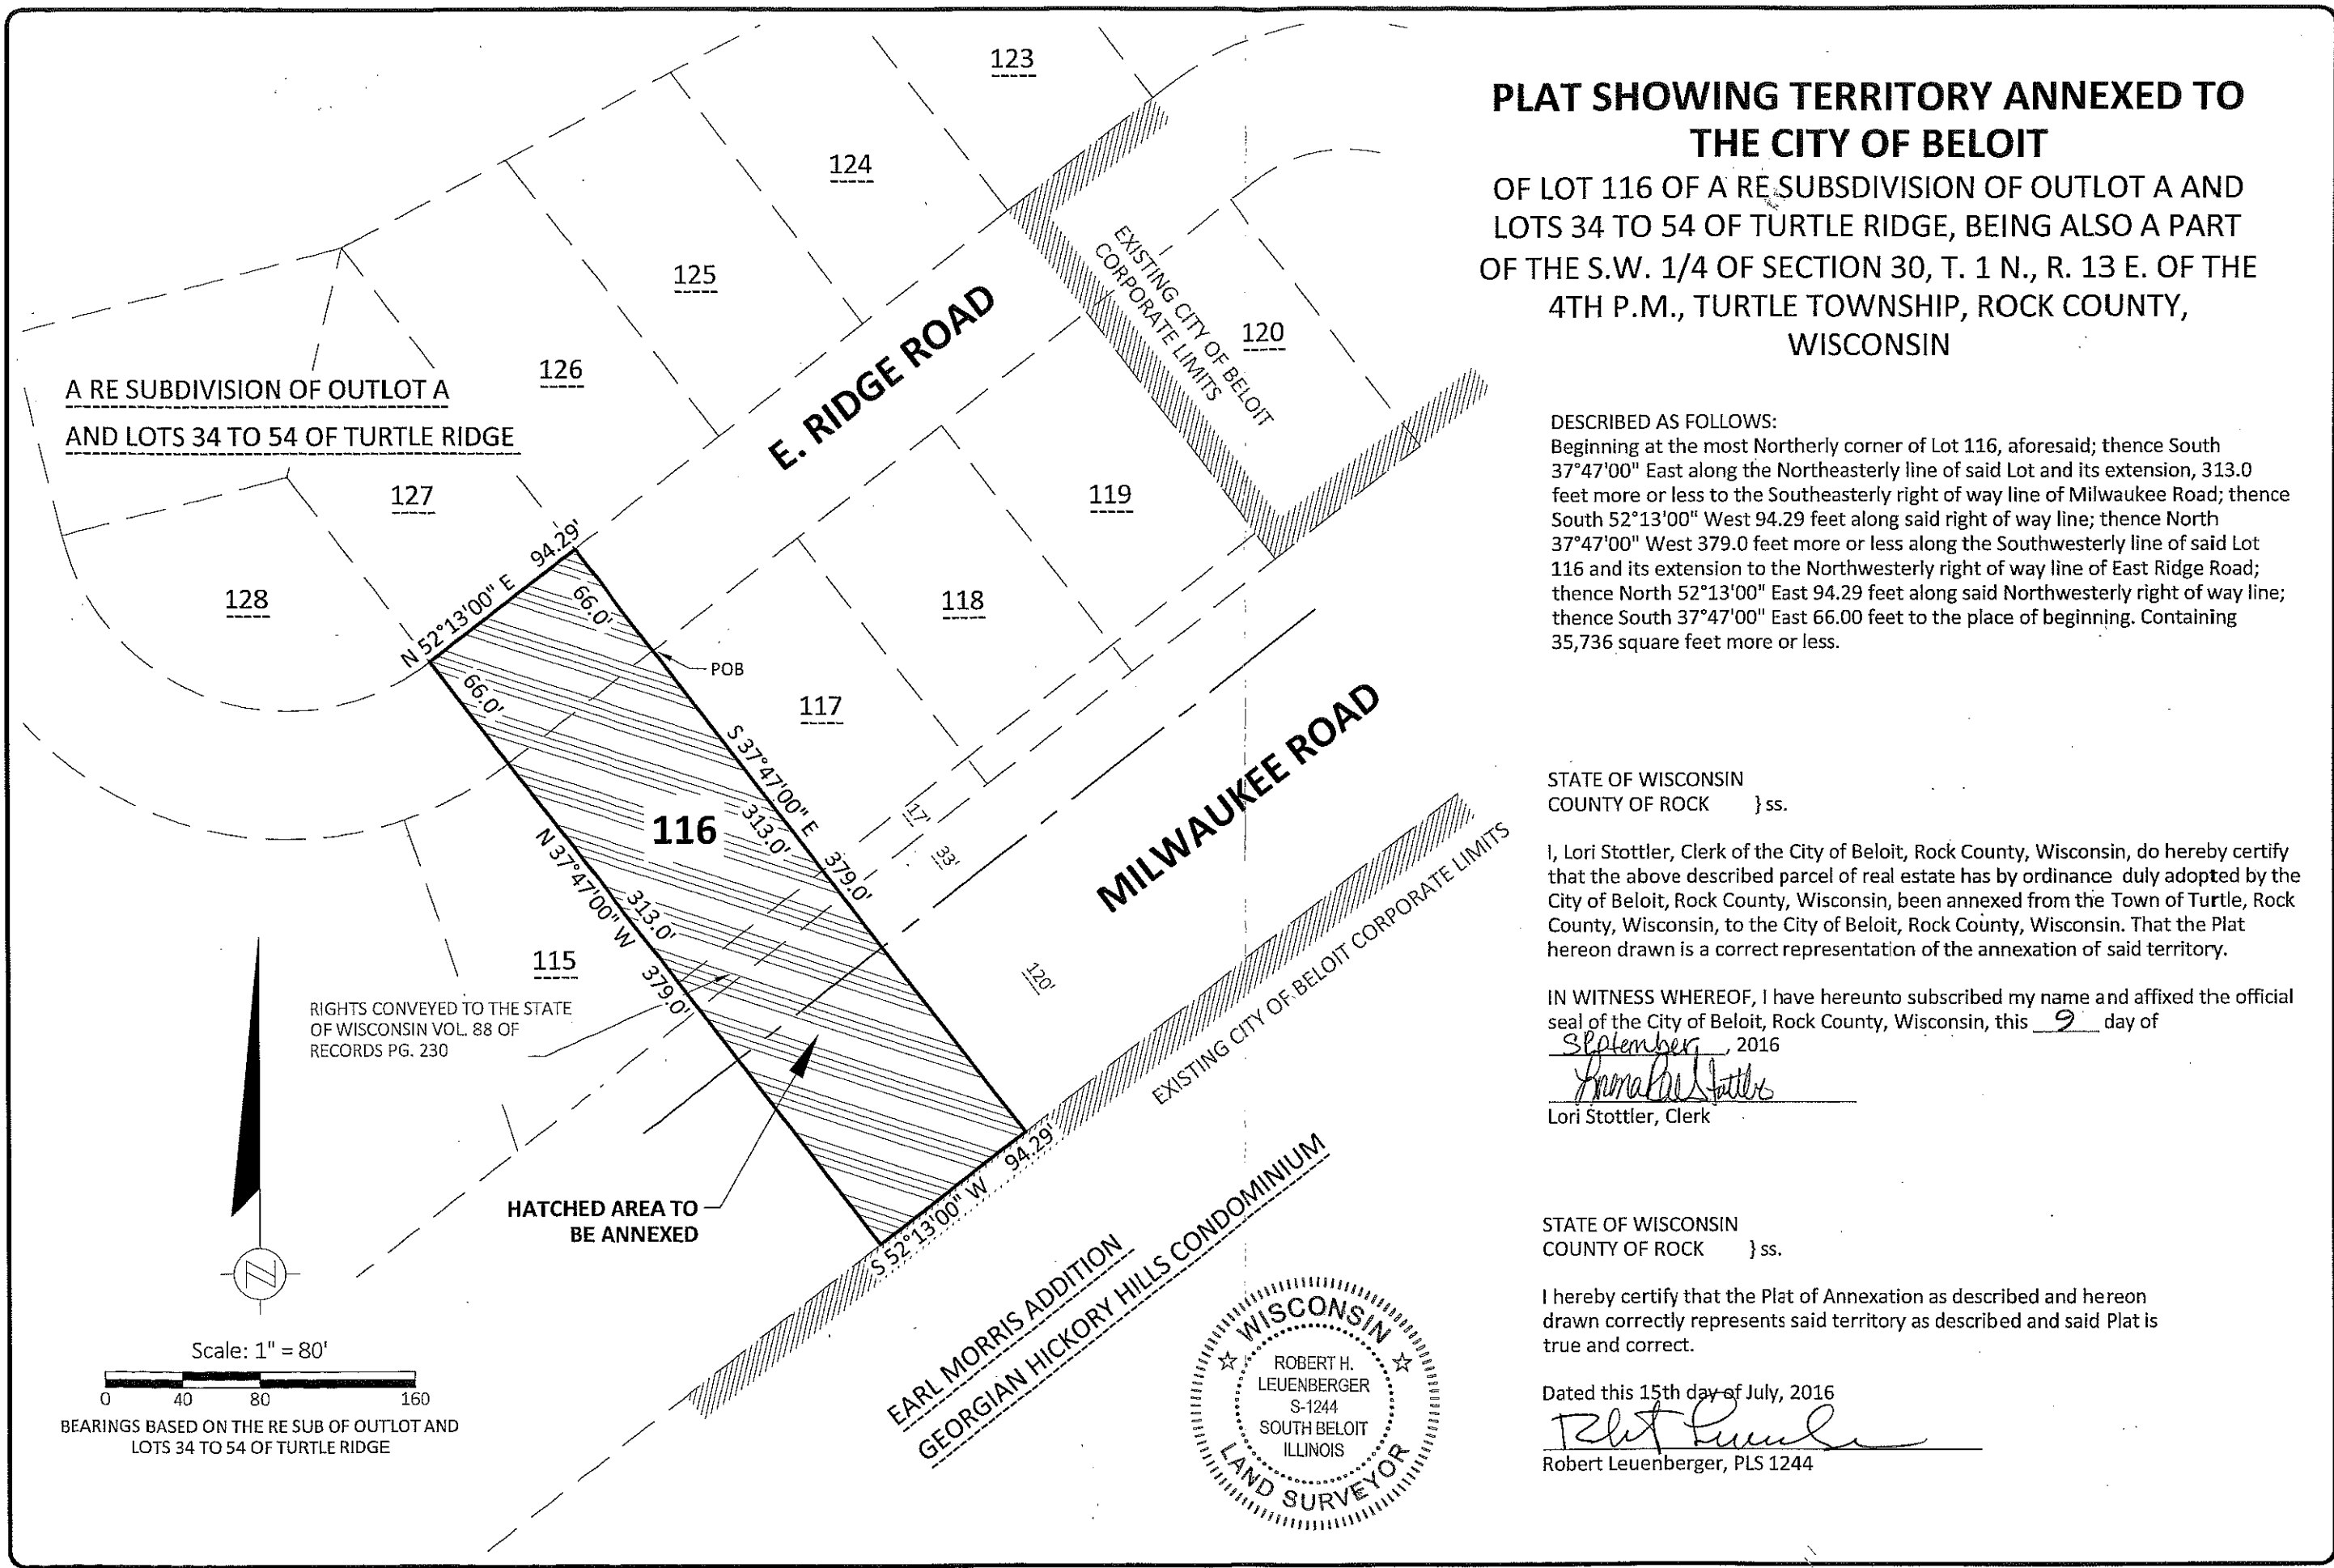 PLAT SHOWING TERRITORY ANNEXED TO
THE CITY OF BELOIT
OF LOT 116 OF A RE SUBSDIVISION OF OUTLOT A AND
LOTS 34 TO 54 OF TURTLE RIDGE, BEING ALSO A PART
OF THE S.W. 1/4 OF SECTION 30, T. 1 N., R. 13 E. OF THE
4TH P.M., TURTLE TOWNSHIP, ROCK COUNTY,
WISCONSIN
DESCRIBED AS FOLLOWS:
Beginning at the most Northerly corner of Lot 116, aforesaid; thence South
37°47'00" East along the Northeasterly line of said Lot and its extension, 313.0
feet more or less to the Southeasterly right of way line of Milwaukee Road; thence
South 52°13'00" West 94.29 feet along said right of way line; thence North
37°47'00" West 379.0 feet more or less along the Southwesterly line of said Lot
116 and its extension to the Northwesterly right of way line of East Ridge Road;
thence North 52°13'00" East 94.29 feet along said Northwesterly right of way line;
thence South 37°47'00" East 66.00 feet to the place of beginning. Containing
35,736 square feet more or less.
STATE OF WISCONSIN
COUNTY OF ROCK } ss.
I, Lori Stottler, Clerk of the City of Beloit, Rock County, Wisconsin, do hereby certify
that the above described parcel of real estate has by ordinance duly adopted by the
City of Beloit, Rock County, Wisconsin, been annexed from the Town of Turtle, Rock
County, Wisconsin, to the City of Beloit, Rock County, Wisconsin. That the Plat
hereon drawn is a correct representation of the annexation of said territory.
IN WITNESS WHEREOF, I have hereunto subscribed my name and affixed the official
seal of the City of Beloit, Rock County, Wisconsin, this 9 day of
September, 2016
Lori Stottler, Clerk
STATE OF WISCONSIN
COUNTY OF ROCK } ss.
I hereby certify that the Plat of Annexation as described and hereon
drawn correctly represents said territory as described and said Plat is
true and correct.
Dated this 15th day of July, 2016
Robert Leuenberger, PLS 1244
123
124
125
126
127
128
A RE SUBDIVISION OF OUTLOT A
AND LOTS 34 TO 54 OF TURTLE RIDGE
E. RIDGE ROAD
EXISTING CITY OF BELOIT
CORPORATE LIMITS
120
119
118
117
116
115
N 52°13'00" E 94.29'
66.0'
66.0'
POB
S 37°47'00" E 379.0'
313.0'
N 37°47'00" W 379.0'
313.0'
17'
33'
120'
MILWAUKEE ROAD
EXISTING CITY OF BELOIT CORPORATE LIMITS
RIGHTS CONVEYED TO THE STATE
OF WISCONSIN VOL. 88 OF
RECORDS PG. 230
HATCHED AREA TO
BE ANNEXED
S 52°13'00" W 94.29'
EARL MORRIS ADDITION
GEORGIAN HICKORY HILLS CONDOMINIUM
N
Scale: 1" = 80'
0 40 80 160
BEARINGS BASED ON THE RE SUB OF OUTLOT AND
LOTS 34 TO 54 OF TURTLE RIDGE
WISCONSIN
ROBERT H.
LEUENBERGER
S-1244
SOUTH BELOIT
ILLINOIS
LAND SURVEYOR